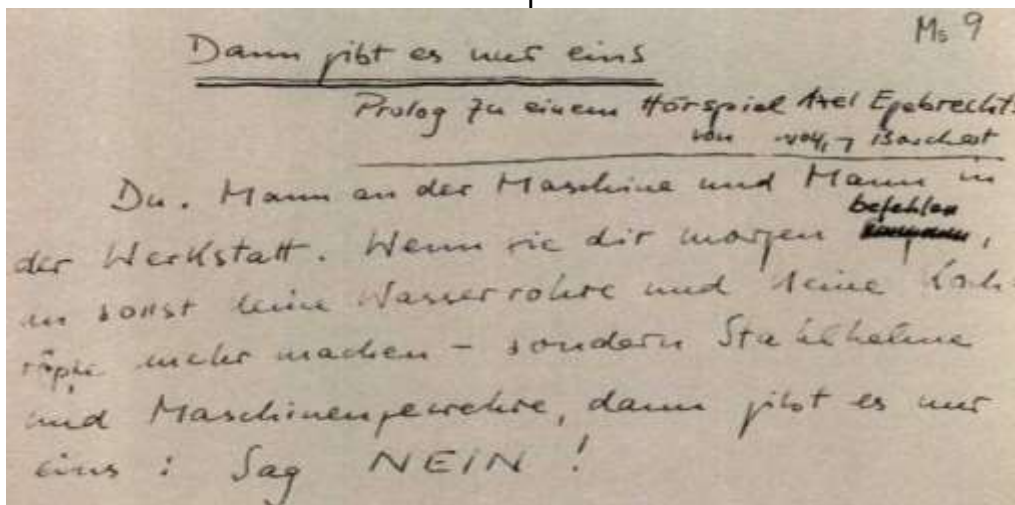 Ms 9
Dann gibt es nur eins
Prolog zu einem Hörspiel Axel Eggebrechts
von Borchert
Du. Mann an der Maschine und Mann in
befehlen
der Werkstatt. Wenn sie dir morgen ,
sollst keine Wasserrohre und keine Koch-
töpfe mehr machen – sondern Stahlhelme
und Maschinengewehre, dann gibt es nur
eins : Sag NEIN !